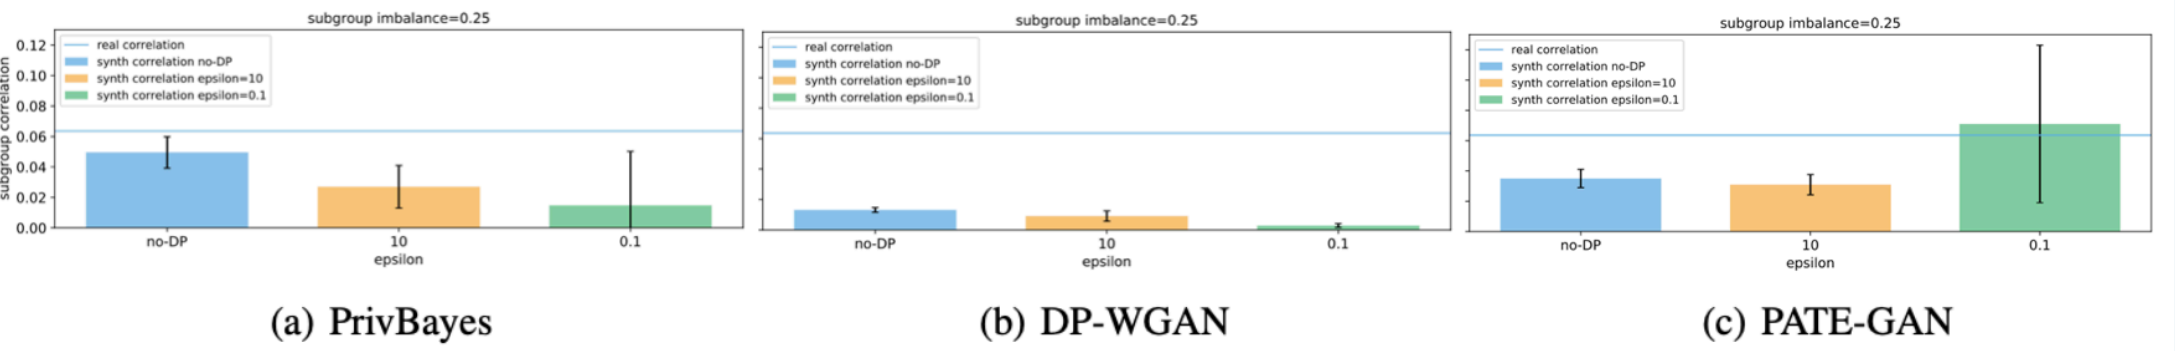 subgroup imbalance=0.25
real correlation
synth correlation no-DP
synth correlation epsilon=10
synth correlation epsilon=0.1
subgroup correlation
0.12
0.10
0.08
0.06
0.04
0.02
0.00
no-DP 10 0.1
epsilon
(a) PrivBayes
subgroup imbalance=0.25
real correlation
synth correlation no-DP
synth correlation epsilon=10
synth correlation epsilon=0.1
no-DP 10 0.1
epsilon
(b) DP-WGAN
subgroup imbalance=0.25
real correlation
synth correlation no-DP
synth correlation epsilon=10
synth correlation epsilon=0.1
no-DP 10 0.1
epsilon
(c) PATE-GAN